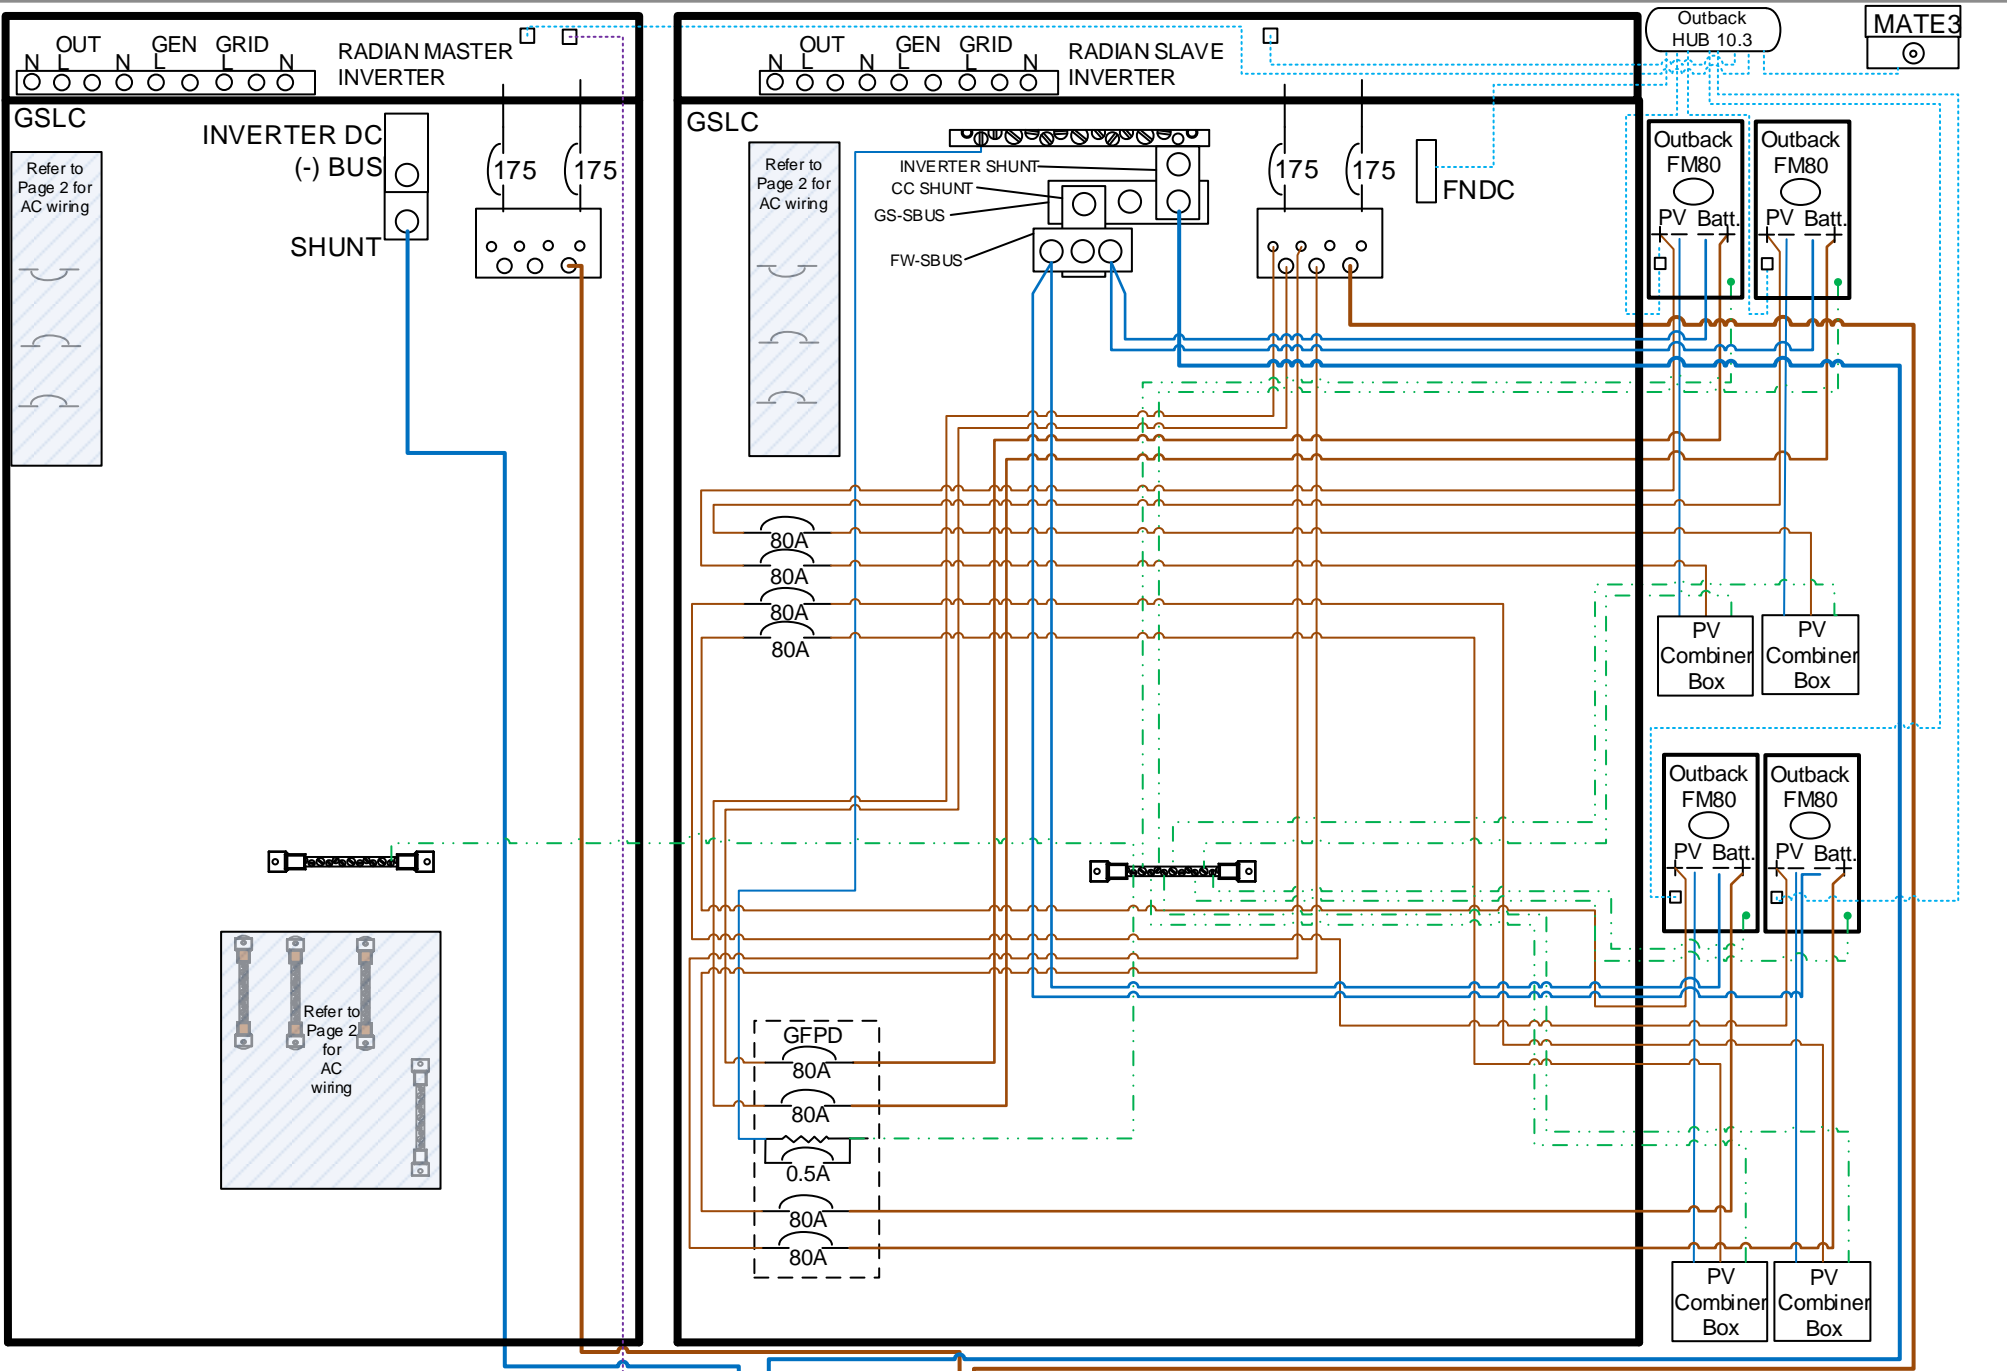 OUT GEN GRID
N L N L L N
RADIAN MASTER
INVERTER
GSLC
Refer to
Page 2 for
AC wiring
INVERTER DC
(-) BUS
SHUNT
175 175
Refer to
Page 2
for
AC
wiring
OUT GEN GRID
N L N L L N
RADIAN SLAVE
INVERTER
GSLC
Refer to
Page 2 for
AC wiring
INVERTER SHUNT
CC SHUNT
GS-SBUS
FW-SBUS
175 175
FNDC
80A
80A
80A
80A
GFPD
80A
80A
0.5A
80A
80A
Outback
HUB 10.3
MATE3
Outback
FM80
PV Batt.
Outback
FM80
PV Batt.
PV
Combiner
Box
PV
Combiner
Box
Outback
FM80
PV Batt.
Outback
FM80
PV Batt.
PV
Combiner
Box
PV
Combiner
Box